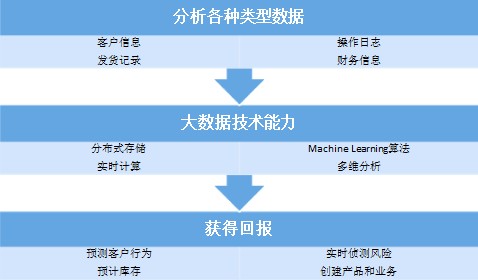 分析各种类型数据
客户信息 操作日志
发货记录 财务信息
大数据技术能力
分布式存储 Machine Learning算法
实时计算 多维分析
获得回报
预测客户行为 实时侦测风险
预计库存 创建产品和业务